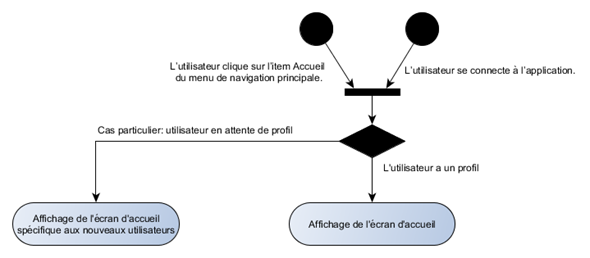 L'utilisateur clique sur l'item Accueil
du menu de navigation principale.
L'utilisateur se connecte à l'application.
Cas particulier: utilisateur en attente de profil
L'utilisateur a un profil
Affichage de l'écran d'accueil
spécifique aux nouveaux utilisateurs
Affichage de l'écran d'accueil